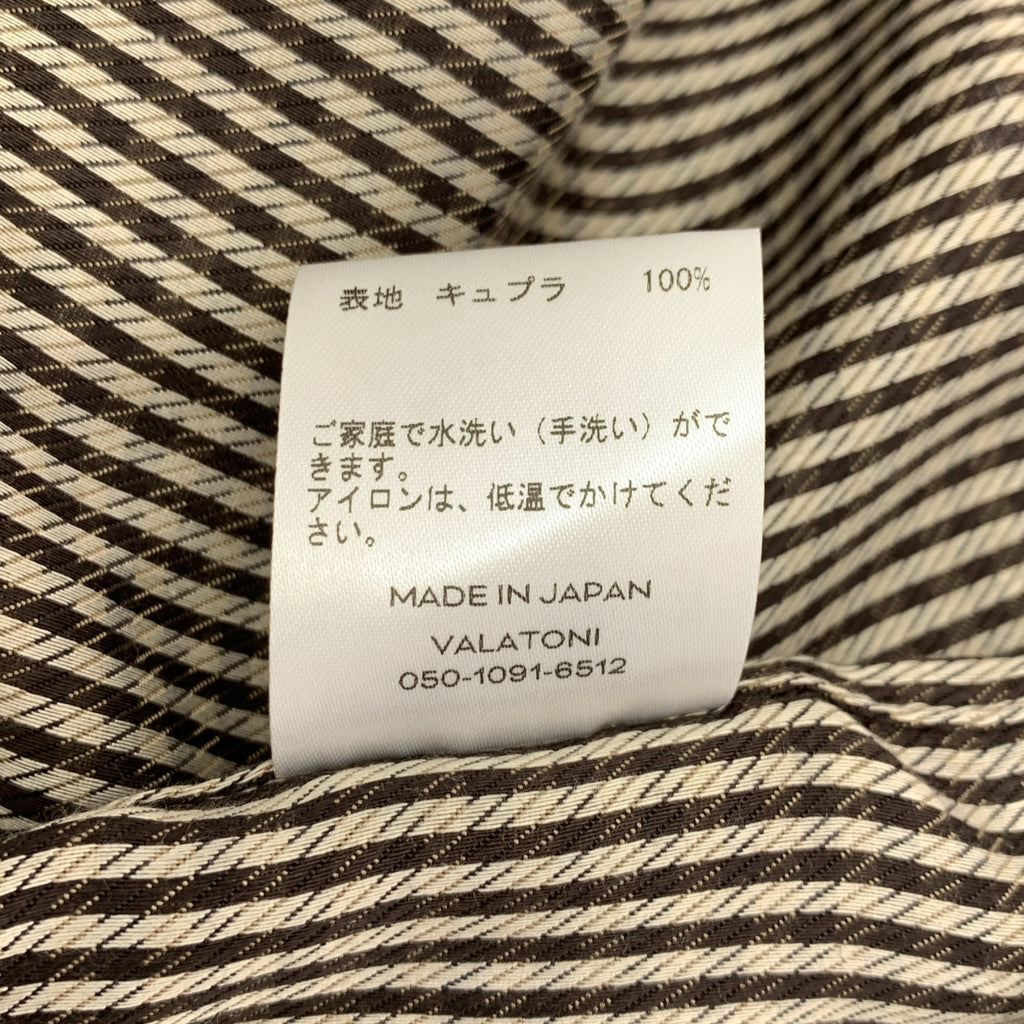 表地 キュプラ 100%
ご家庭で水洗い（手洗い）がで
きます。
アイロンは、低温でかけてくだ
さい。
MADE IN JAPAN
VALATONI
050-1091-6512